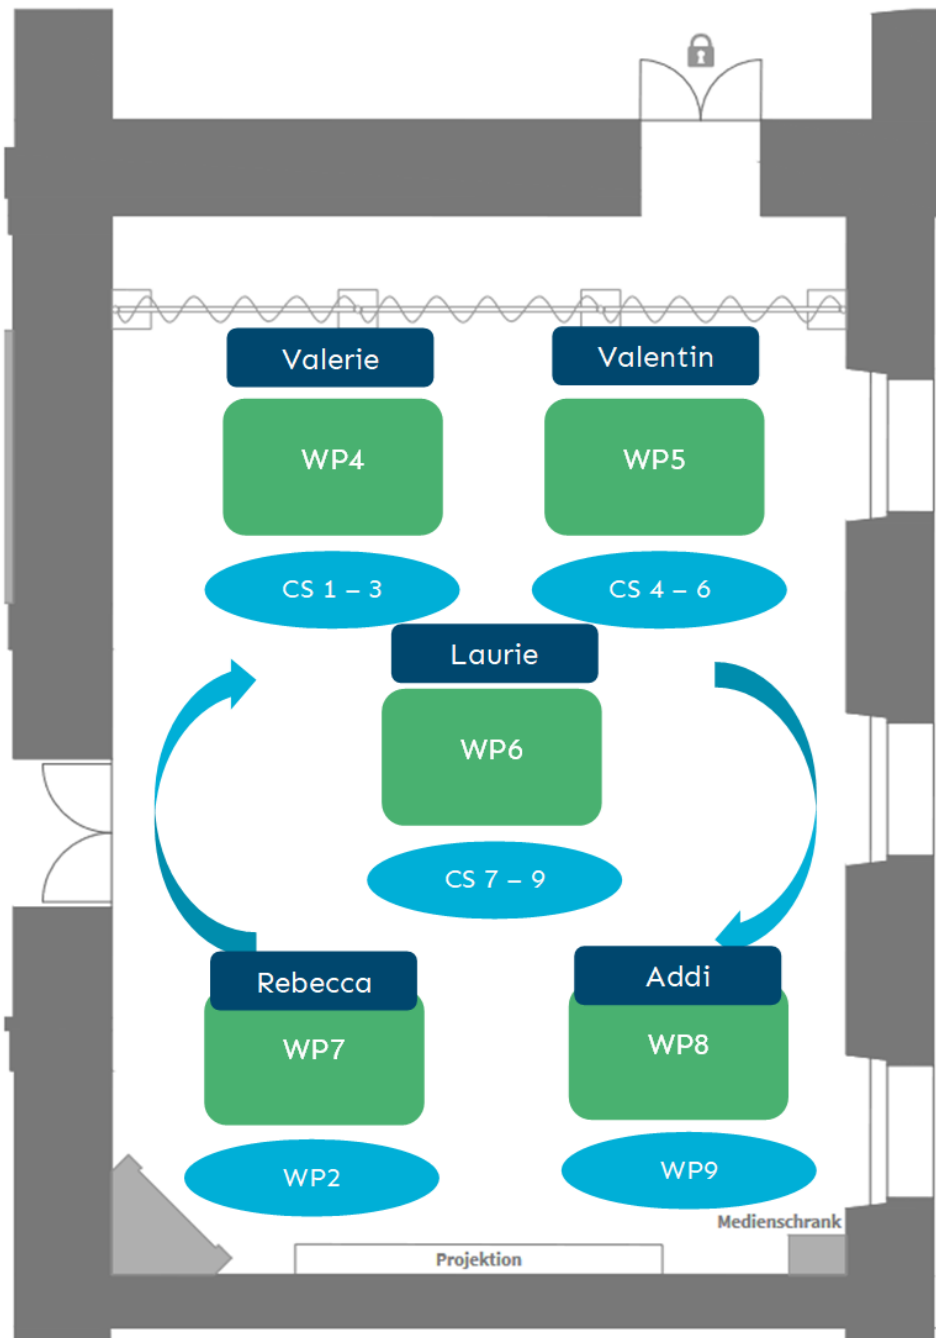 Valerie
Valentin
WP4
WP5
CS 1 – 3
CS 4 – 6
Laurie
WP6
CS 7 – 9
Rebecca
Addi
WP7
WP8
WP2
WP9
Medienschrank
Projektion